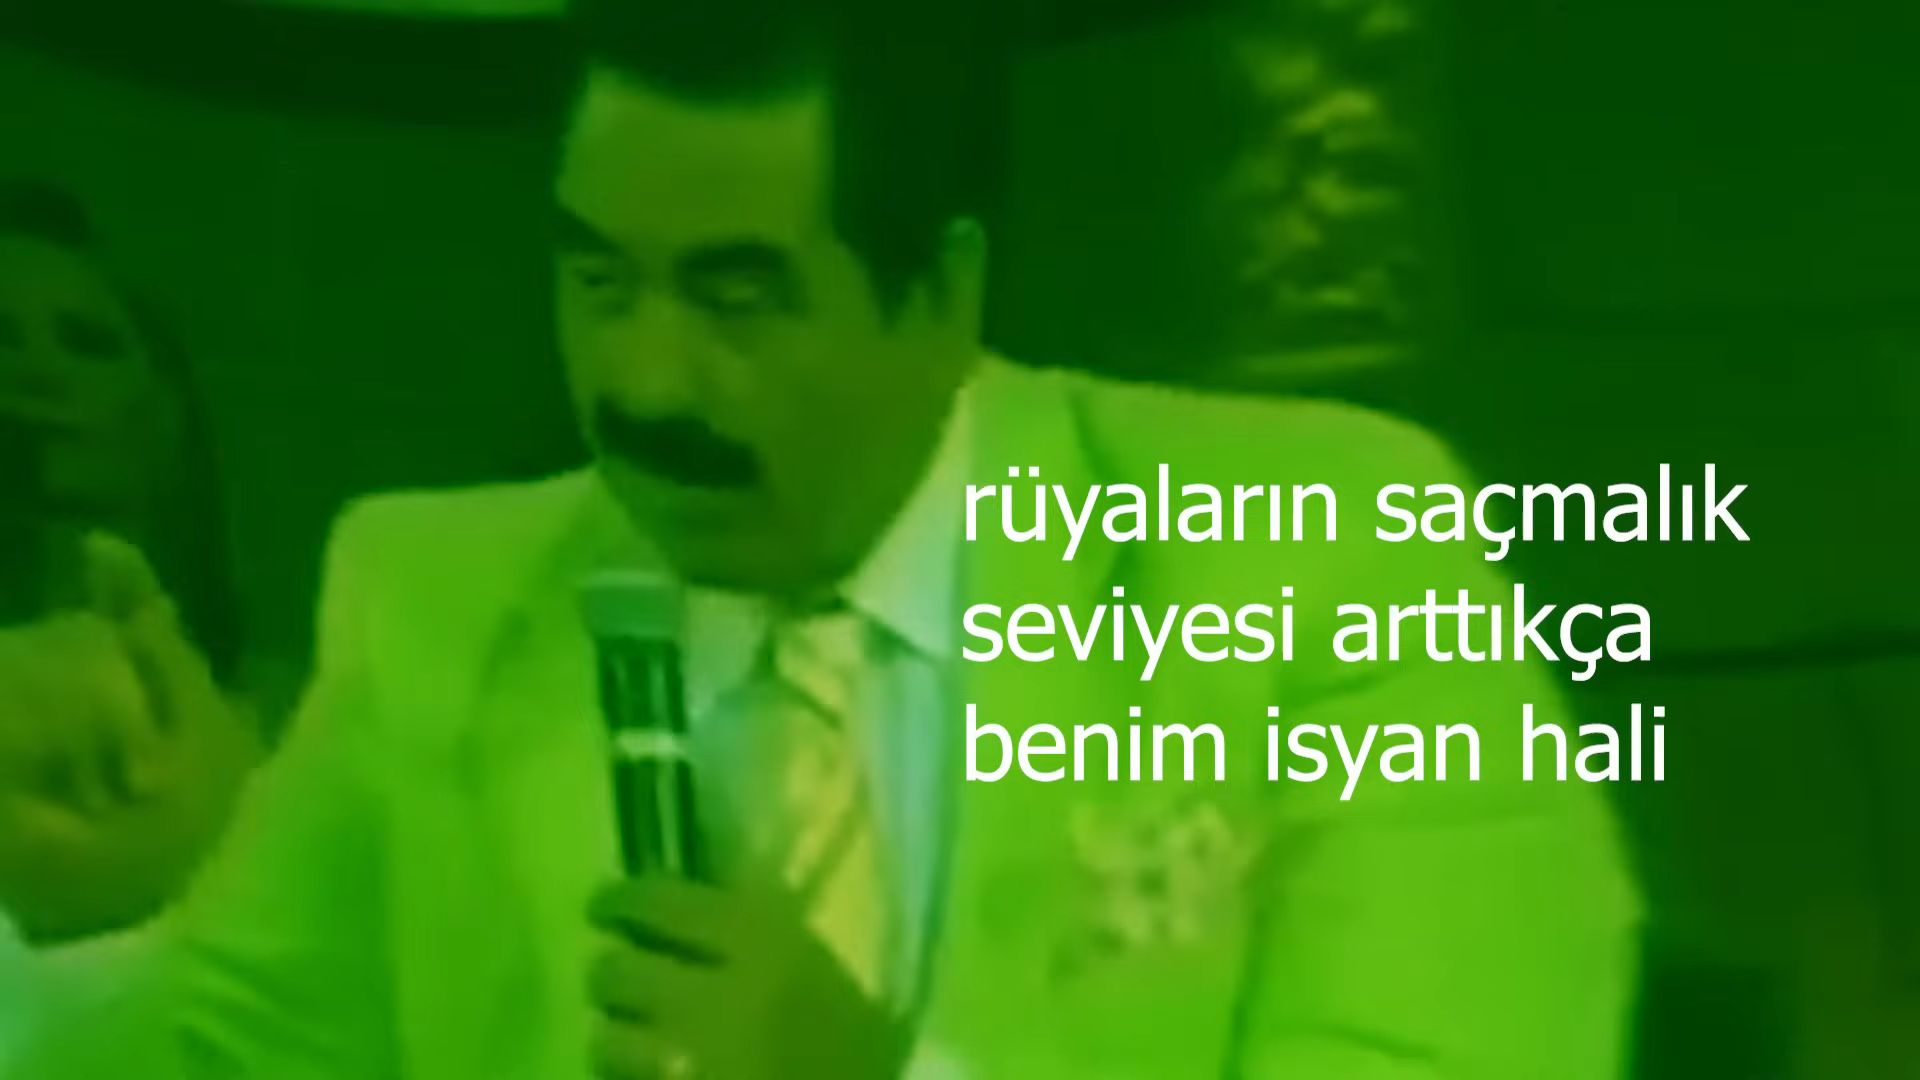 rüyaların saçmalık
seviyesi arttıkça
benim isyan hali